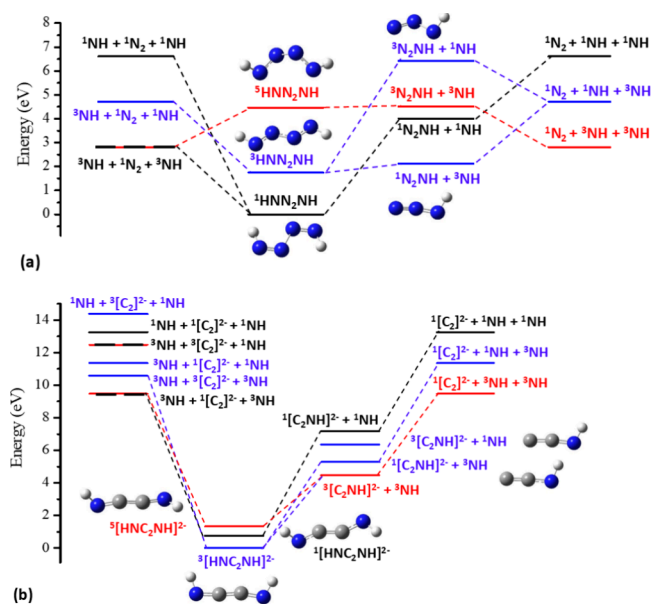 8
7
6
5
4
3
2
1
0
Energy (eV)
¹NH + ¹N₂ + ¹NH
³NH + ¹N₂ + ¹NH
³NH + ¹N₂ + ³NH
⁵HNN₂NH
³HNN₂NH
¹HNN₂NH
³N₂NH + ¹NH
³N₂NH + ³NH
¹N₂NH + ¹NH
¹N₂NH + ³NH
¹N₂ + ¹NH + ¹NH
¹N₂ + ¹NH + ³NH
¹N₂ + ³NH + ³NH
(a)
14
12
10
8
6
4
2
0
Energy (eV)
¹NH + ³[C₂]²⁻ + ¹NH
¹NH + ¹[C₂]²⁻ + ¹NH
³NH + ³[C₂]²⁻ + ¹NH
³NH + ¹[C₂]²⁻ + ¹NH
³NH + ³[C₂]²⁻ + ³NH
³NH + ¹[C₂]²⁻ + ³NH
⁵[HNC₂NH]²⁻
³[HNC₂NH]²⁻
¹[HNC₂NH]²⁻
¹[C₂NH]²⁻ + ¹NH
³[C₂NH]²⁻ + ¹NH
¹[C₂NH]²⁻ + ³NH
³[C₂NH]²⁻ + ³NH
¹[C₂]²⁻ + ¹NH + ¹NH
¹[C₂]²⁻ + ¹NH + ³NH
¹[C₂]²⁻ + ³NH + ³NH
(b)